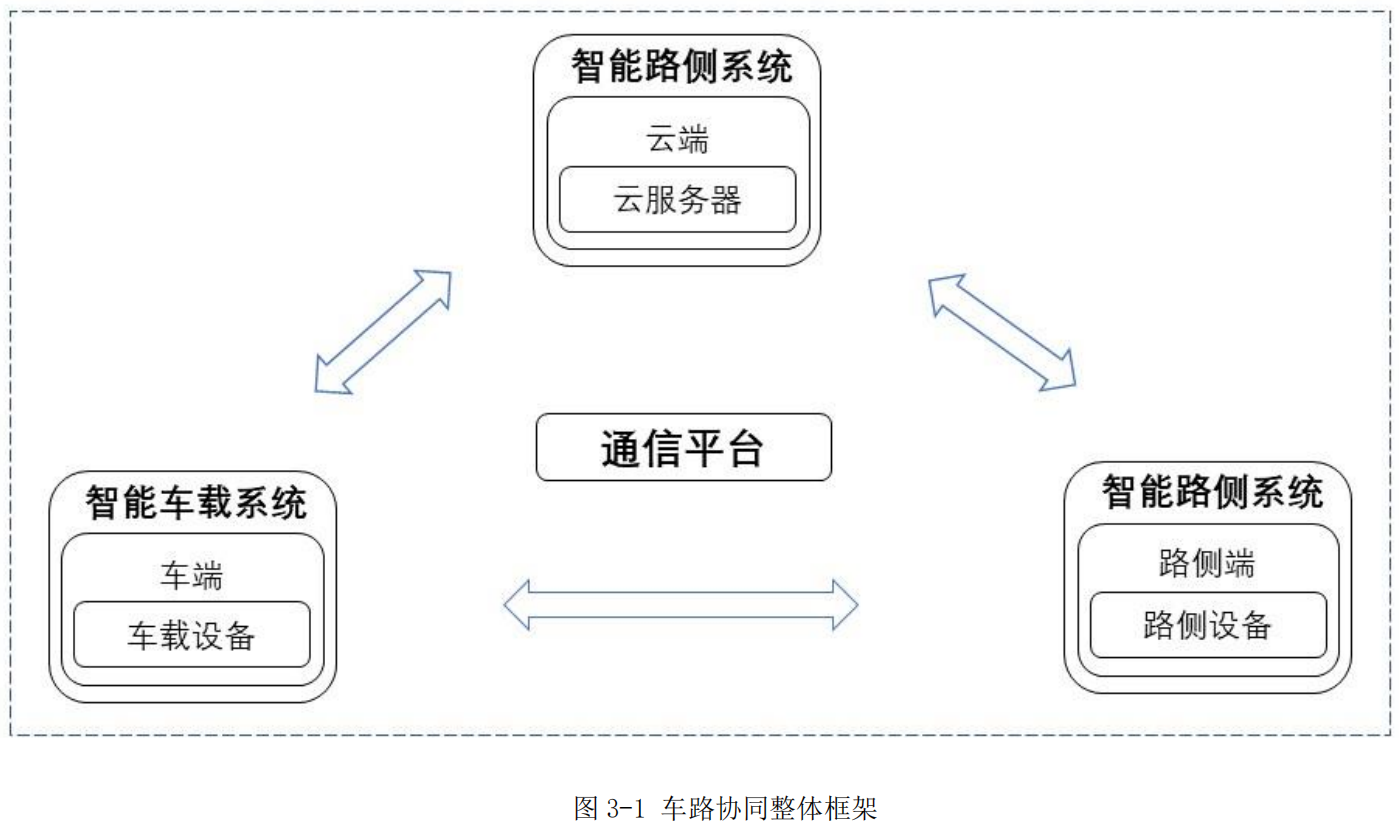 智能路侧系统
云端
云服务器
通信平台
智能车载系统
车端
车载设备
智能路侧系统
路侧端
路侧设备
图 3-1 车路协同整体框架